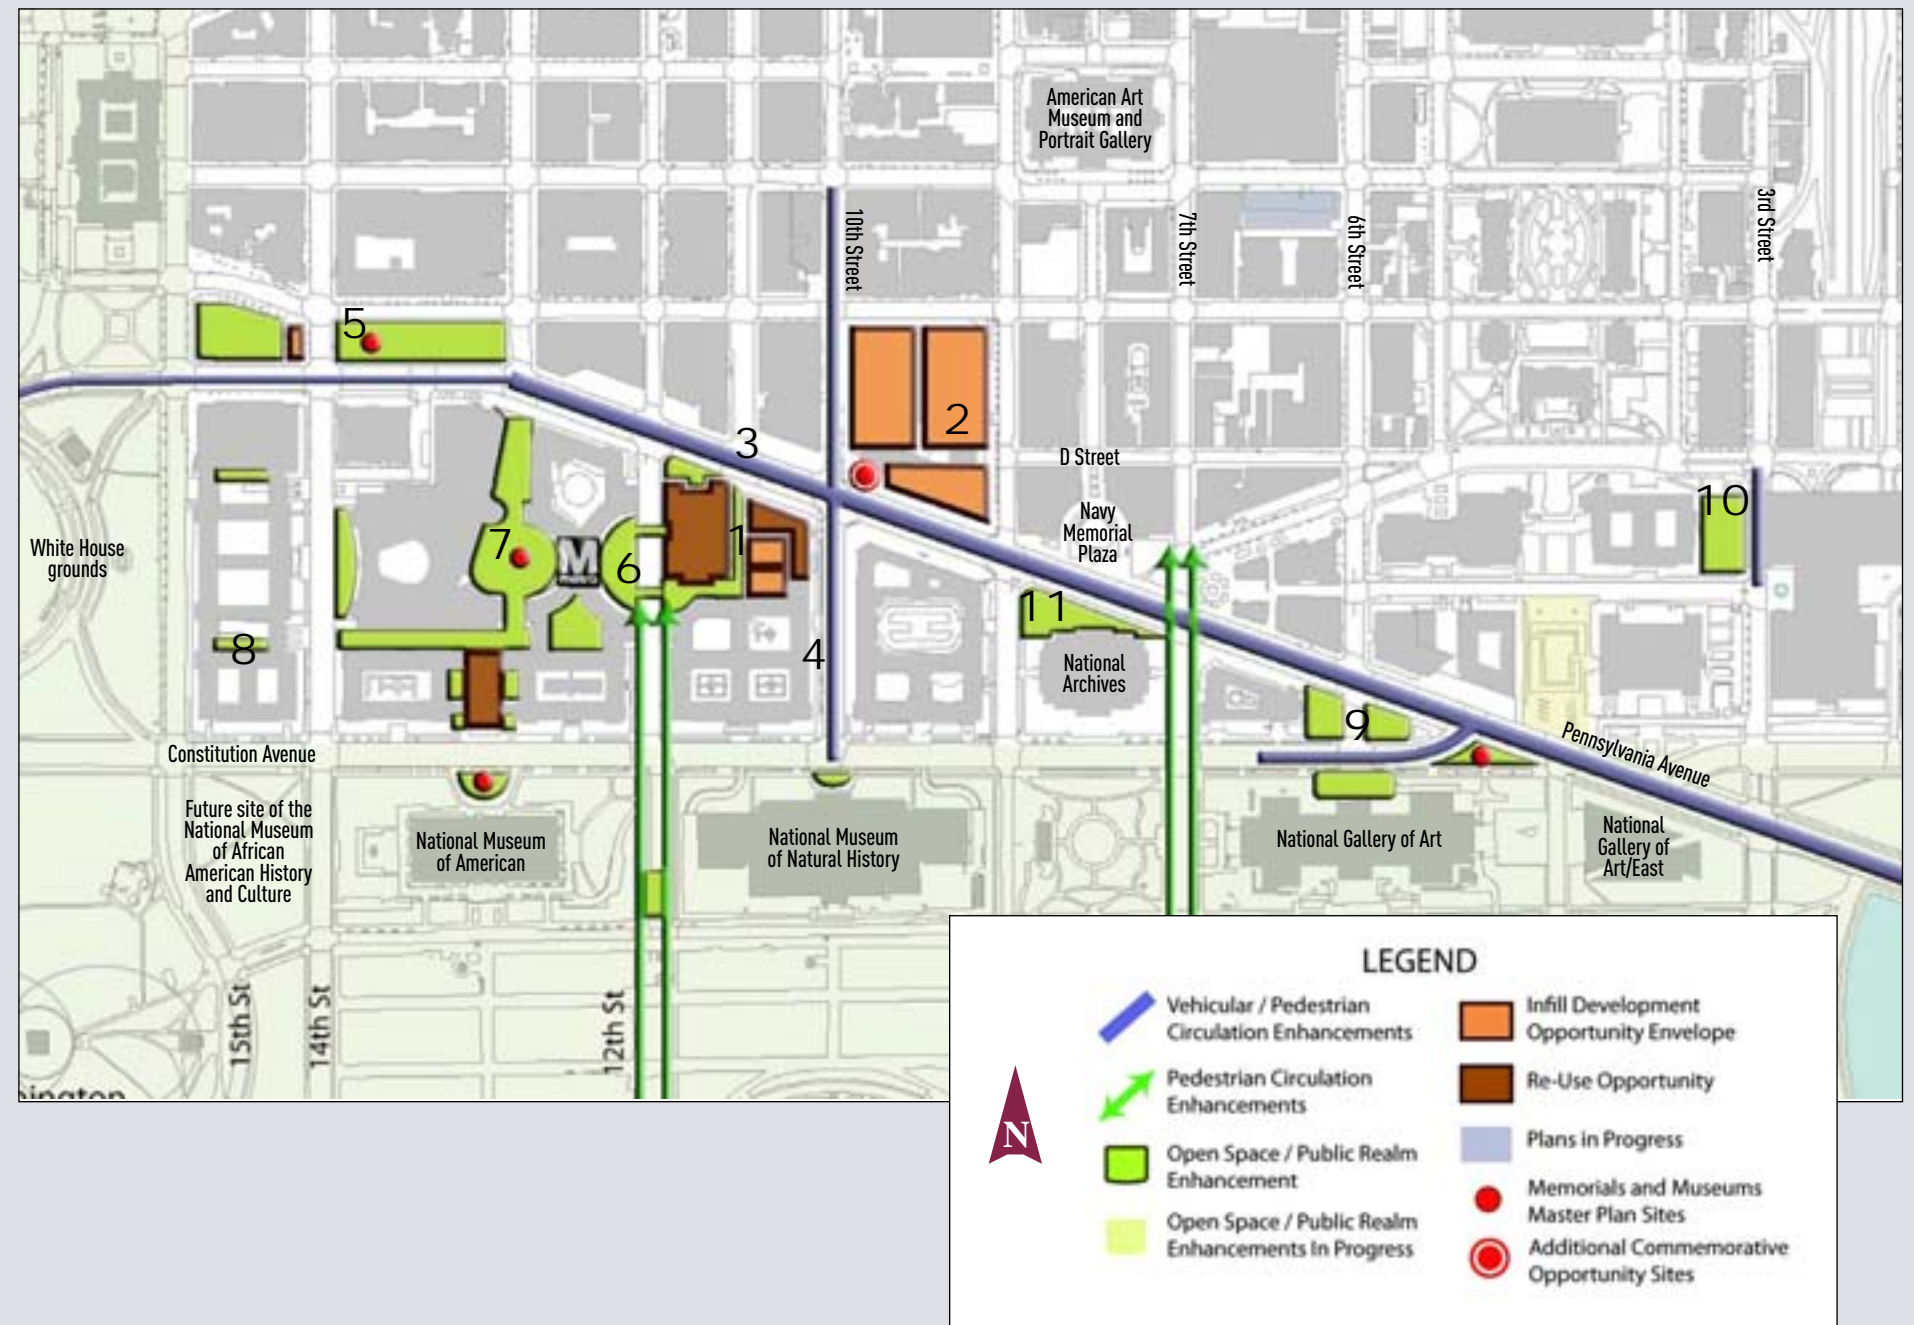 American Art
Museum and
Portrait Gallery
10th Street
7th Street
6th Street
3rd Street
5
2
3
D Street
10
Navy
Memorial
Plaza
1
7
M
6
White House
grounds
11
4
8
National
Archives
9
Pennsylvania Avenue
Constitution Avenue
Future site of the
National Museum
of African
American History
and Culture
National Museum
of American
National Museum
of Natural History
National Gallery of Art
National
Gallery of
Art/East
15th St
14th St
12th St
LEGEND
Vehicular / Pedestrian
Circulation Enhancements
Pedestrian Circulation
Enhancements
Open Space / Public Realm
Enhancement
Open Space / Public Realm
Enhancements In Progress
Infill Development
Opportunity Envelope
Re-Use Opportunity
Plans in Progress
Memorials and Museums
Master Plan Sites
Additional Commemorative
Opportunity Sites
N